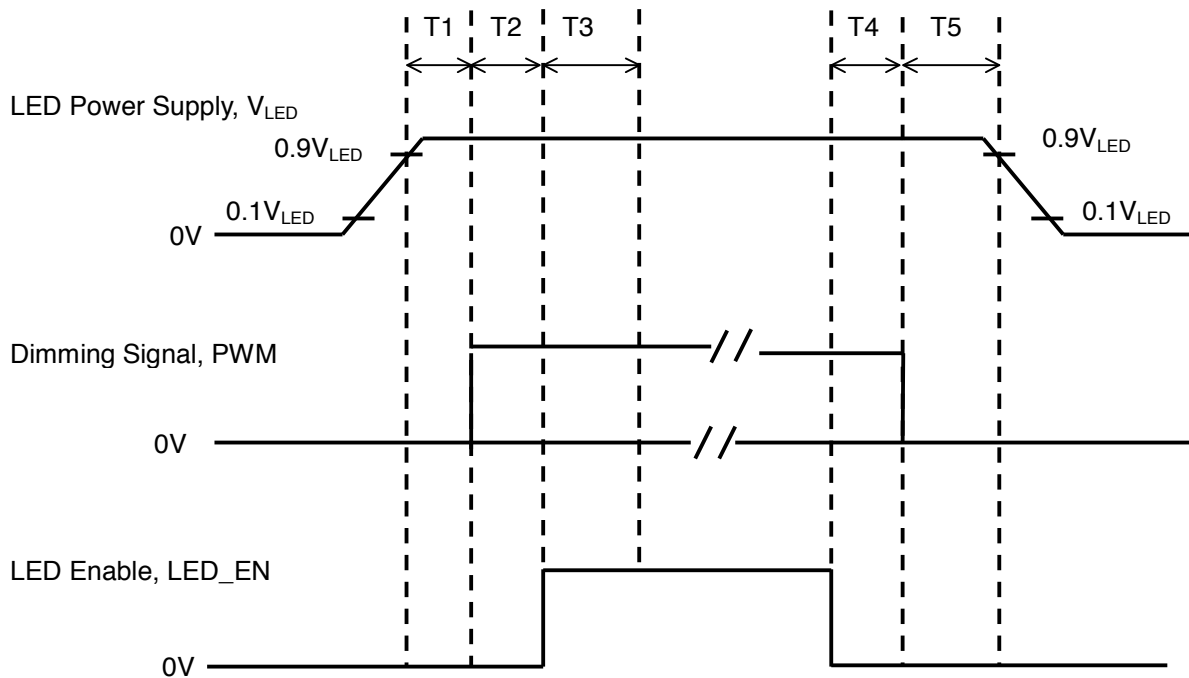 T1 T2 T3 T4 T5
LED Power Supply, VLED
0.9VLED 0.9VLED
0.1VLED 0.1VLED
0V
Dimming Signal, PWM
0V
LED Enable, LED_EN
0V